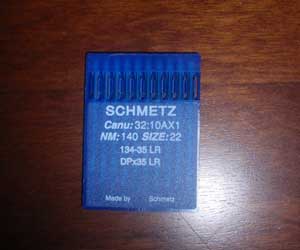 SCHMETZ
Canu: 32:10AX1
NM: 140 SIZE: 22
134-35 LR
DPx35 LR
Made by Schmetz